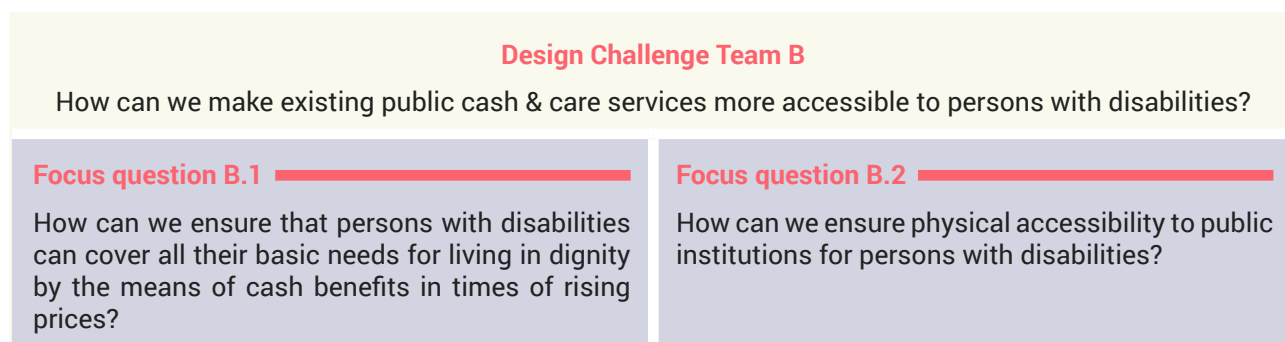 Design Challenge Team B
How can we make existing public cash & care services more accessible to persons with disabilities?
Focus question B.1
How can we ensure that persons with disabilities
can cover all their basic needs for living in dignity
by the means of cash benefits in times of rising
prices?
Focus question B.2
How can we ensure physical accessibility to public
institutions for persons with disabilities?